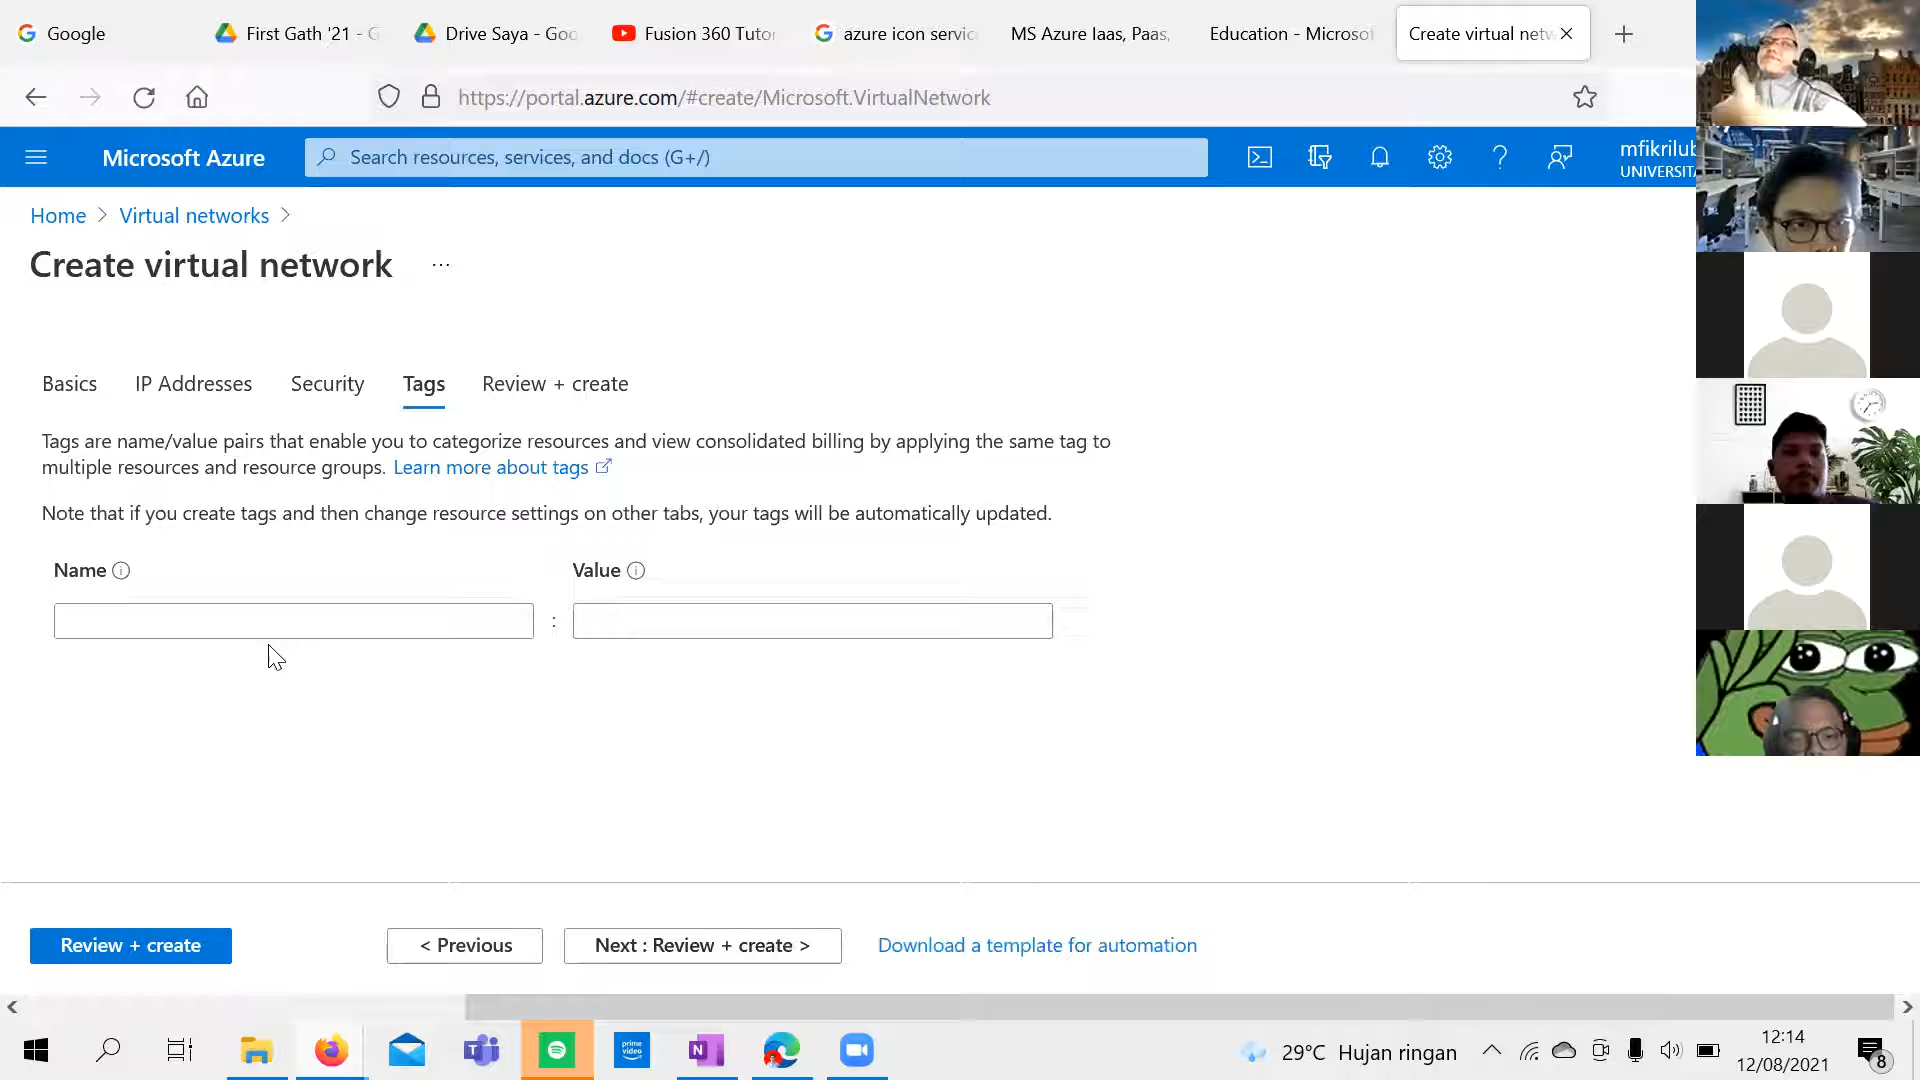 Google
First Gath '21 - G
Drive Saya - Goo
Fusion 360 Tutor
azure icon servic
MS Azure Iaas, Paas,
Education - Microsof
Create virtual netw
https://portal.azure.com/#create/Microsoft.VirtualNetwork
Microsoft Azure
Search resources, services, and docs (G+/)
mfikrilub
UNIVERSITA
Home > Virtual networks >
Create virtual network ...
Basics
IP Addresses
Security
Tags
Review + create
Tags are name/value pairs that enable you to categorize resources and view consolidated billing by applying the same tag to
multiple resources and resource groups. Learn more about tags
Note that if you create tags and then change resource settings on other tabs, your tags will be automatically updated.
Name
Value
:
Review + create
< Previous
Next : Review + create >
Download a template for automation
prime video
29°C Hujan ringan
12:14
12/08/2021
8